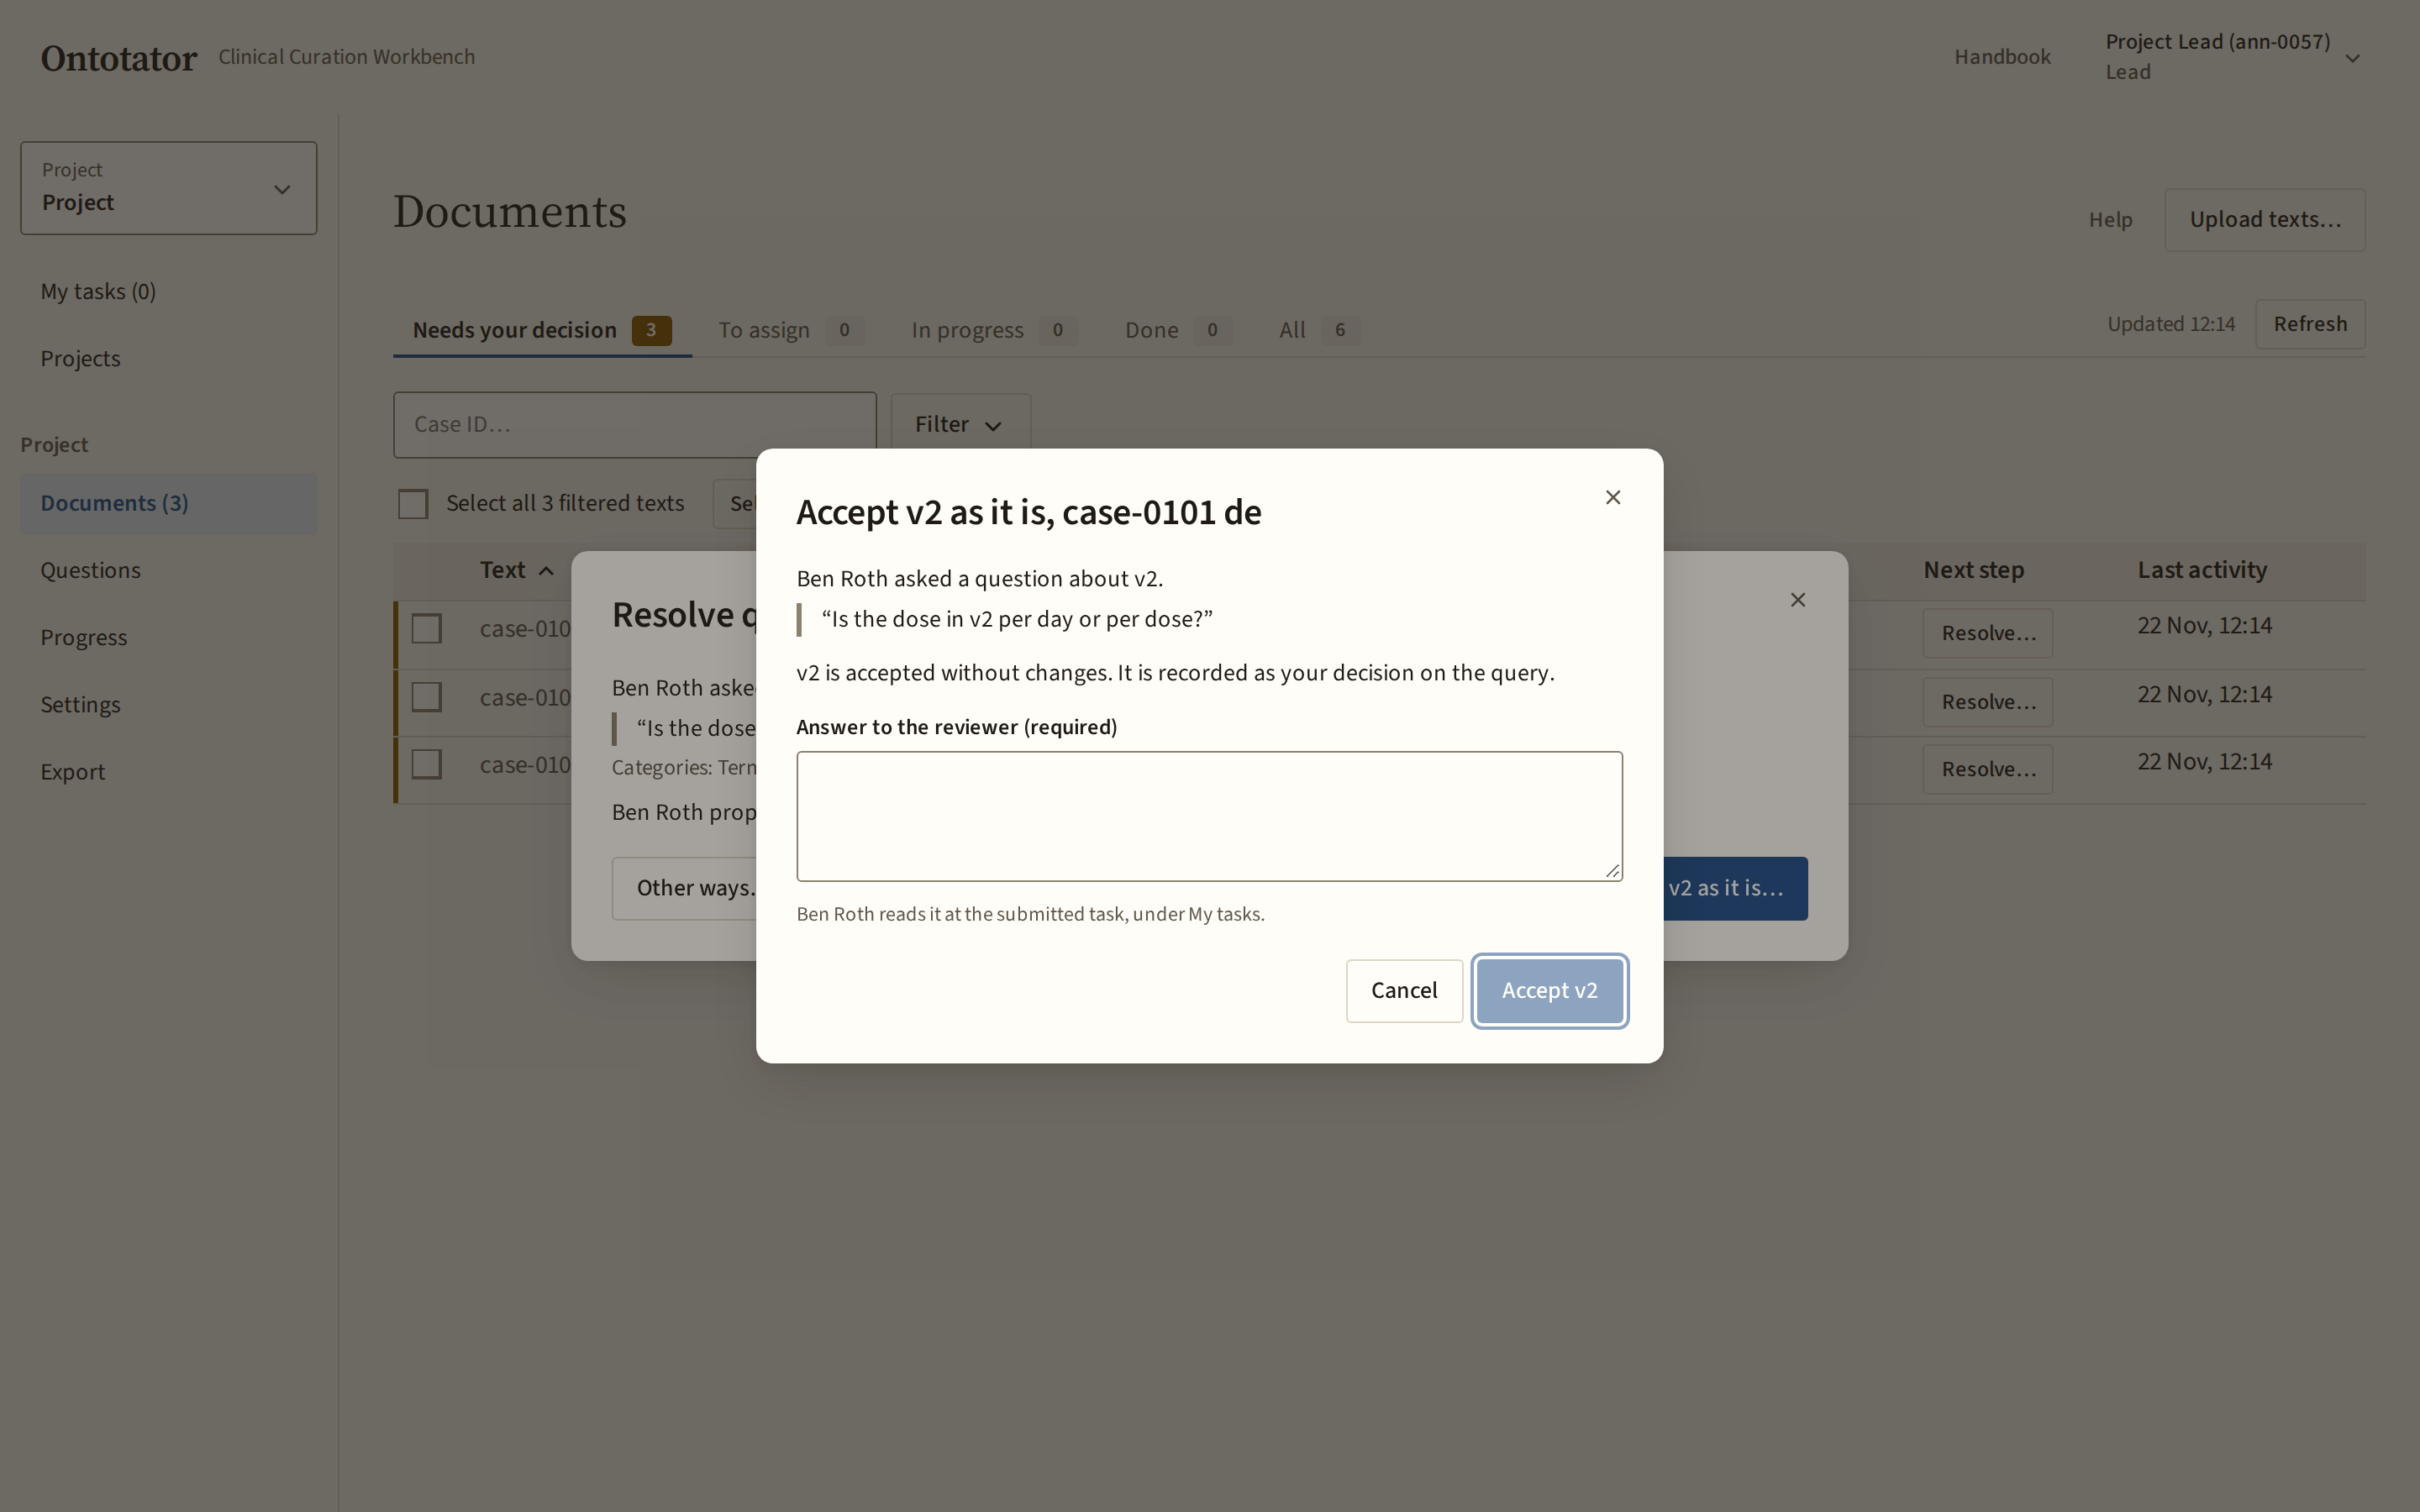 Ontotator Clinical Curation Workbench
Handbook
Project Lead (ann-0057)
Lead
Project
Project
My tasks (0)
Projects
Project
Documents (3)
Questions
Progress
Settings
Export
Documents
Help
Upload texts…
Needs your decision 3
To assign 0
In progress 0
Done 0
All 6
Updated 12:14
Refresh
Case ID…
Filter
Select all 3 filtered texts
Text
Next step
Last activity
case-010
Resolve…
22 Nov, 12:14
case-010
Resolve…
22 Nov, 12:14
case-010
Resolve…
22 Nov, 12:14
Resolve
Ben Roth
“Is the dose
Categories:
Ben Roth
Other ways…
v2 as it is…
Accept v2 as it is, case-0101 de
Ben Roth asked a question about v2.
“Is the dose in v2 per day or per dose?”
v2 is accepted without changes. It is recorded as your decision on the query.
Answer to the reviewer (required)
Ben Roth reads it at the submitted task, under My tasks.
Cancel
Accept v2